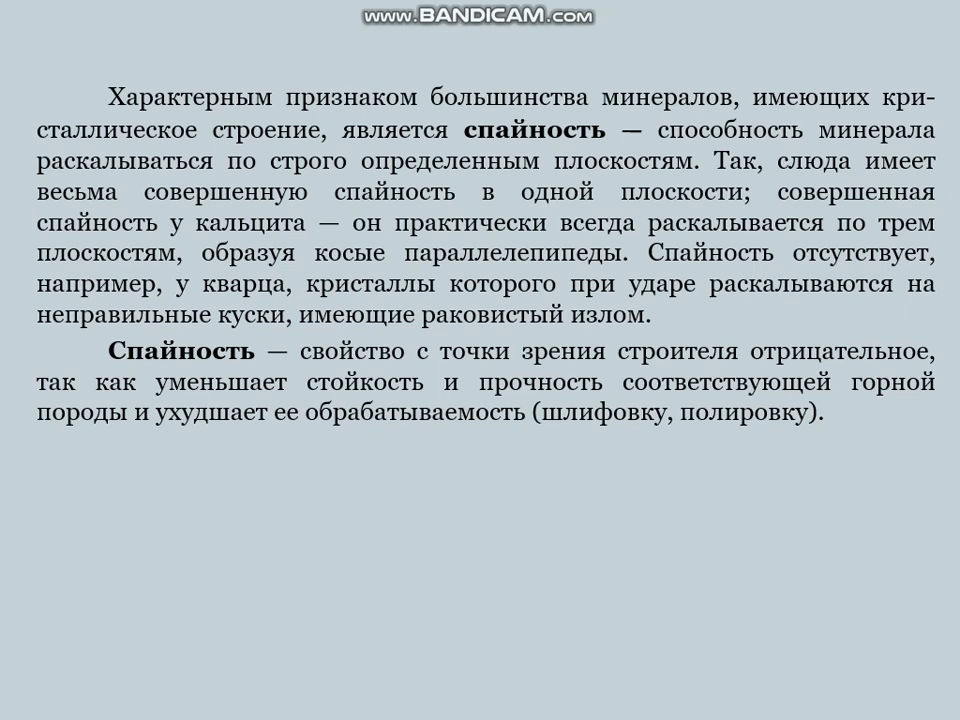 www.BANDICAM.com
Характерным признаком большинства минералов, имеющих кри-
сталлическое строение, является спайность — способность минерала
раскалываться по строго определенным плоскостям. Так, слюда имеет
весьма совершенную спайность в одной плоскости; совершенная
спайность у кальцита — он практически всегда раскалывается по трем
плоскостям, образуя косые параллелепипеды. Спайность отсутствует,
например, у кварца, кристаллы которого при ударе раскалываются на
неправильные куски, имеющие раковистый излом.
Спайность — свойство с точки зрения строителя отрицательное,
так как уменьшает стойкость и прочность соответствующей горной
породы и ухудшает ее обрабатываемость (шлифовку, полировку).